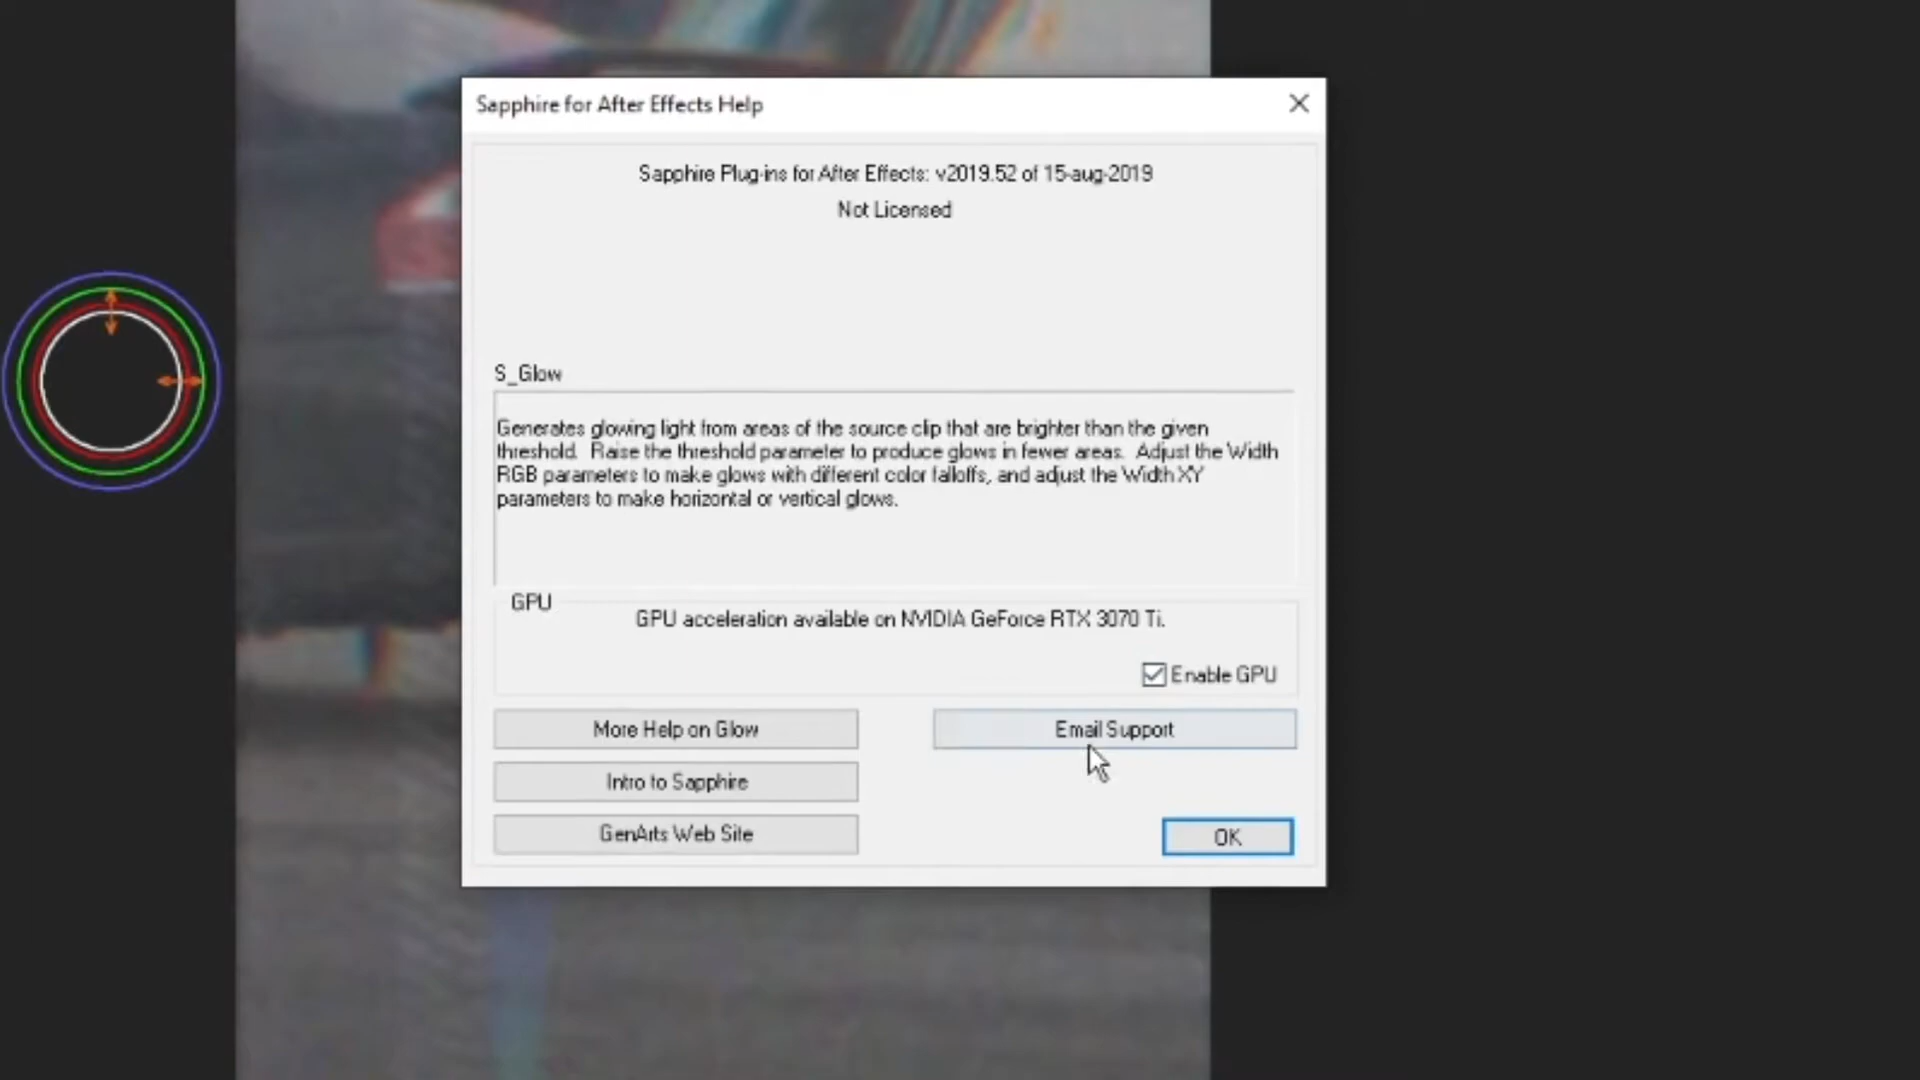 Sapphire for After Effects Help
Sapphire Plug-ins for After Effects: v2019.52 of 15-aug-2019
Not Licensed
S_Glow
Generates glowing light from areas of the source clip that are brighter than the given
threshold.  Raise the threshold parameter to produce glows in fewer areas.  Adjust the Width
RGB parameters to make glows with different color falloffs, and adjust the Width XY
parameters to make horizontal or vertical glows.
GPU
GPU acceleration available on NVIDIA GeForce RTX 3070 Ti.
Enable GPU
More Help on Glow
Email Support
Intro to Sapphire
GenArts Web Site
OK